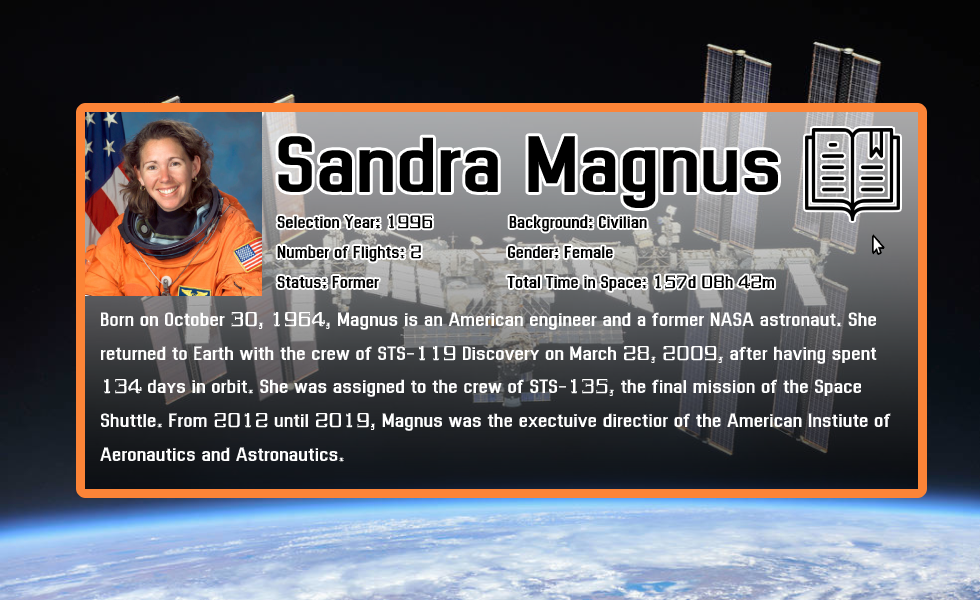 Sandra Magnus
Selection Year: 1996 Background: Civilian
Number of Flights: 2 Gender: Female
Status: Former Total Time in Space: 157d 08h 42m
Born on October 30, 1964, Magnus is an American engineer and a former NASA astronaut. She
returned to Earth with the crew of STS-119 Discovery on March 28, 2009, after having spent
134 days in orbit. She was assigned to the crew of STS-135, the final mission of the Space
Shuttle. From 2012 until 2019, Magnus was the exectuive directior of the American Instiute of
Aeronautics and Astronautics.